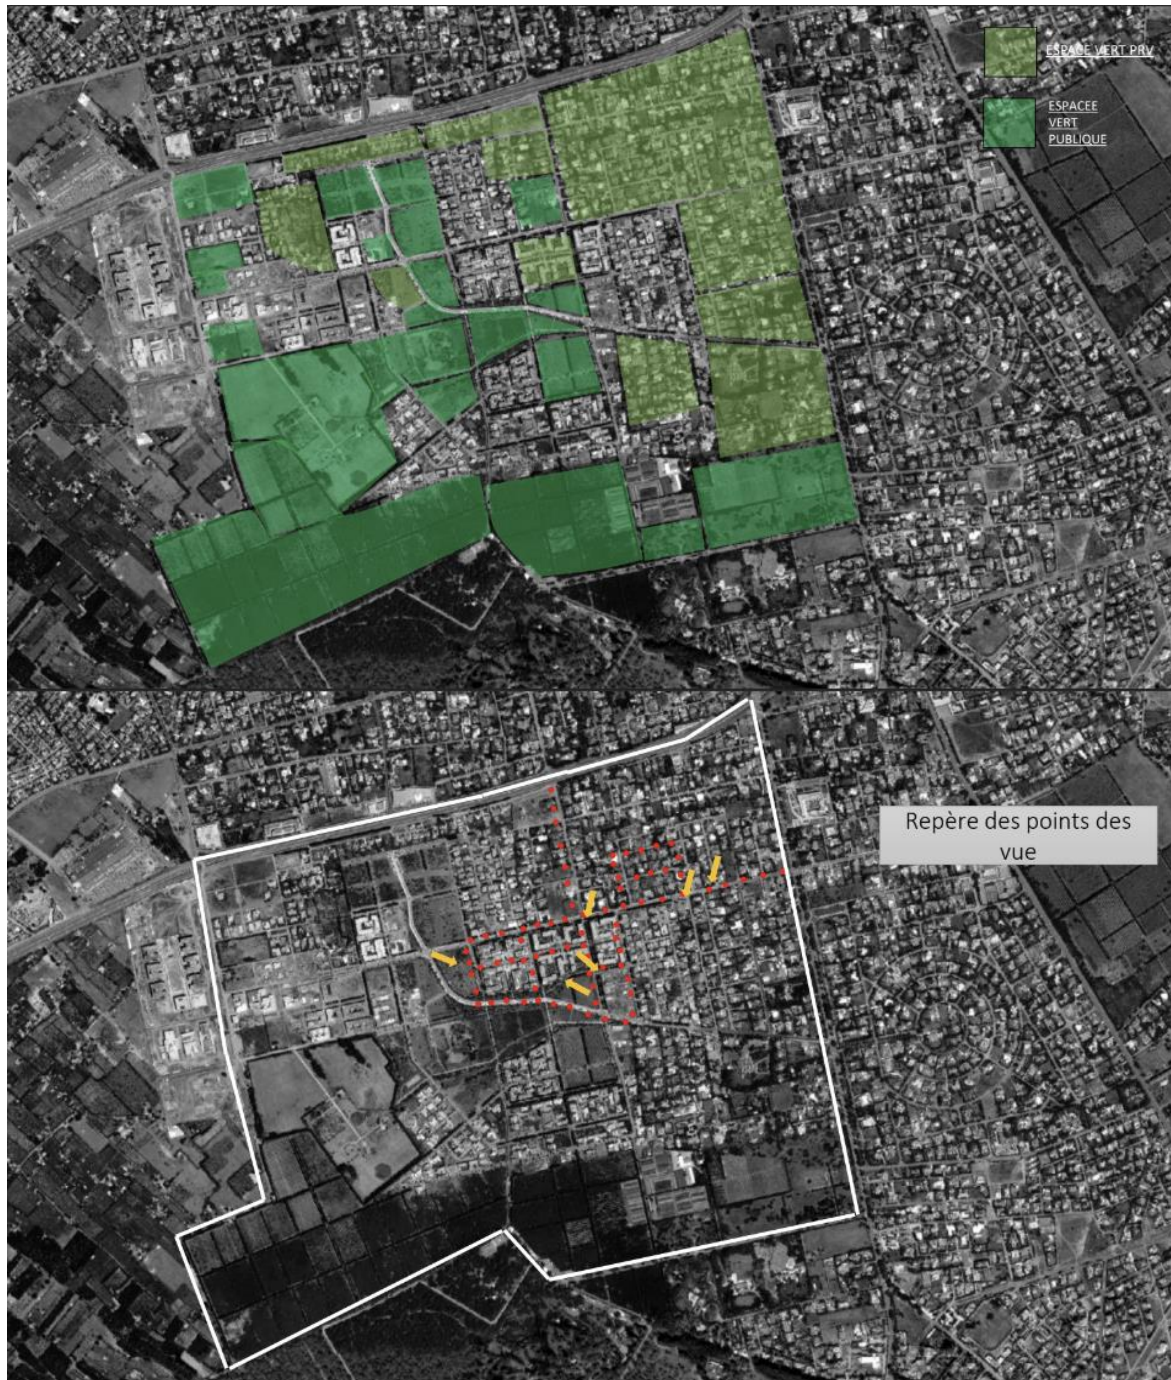 ESPACE VERT PRV
ESPACEE
VERT
PUBLIQUE
Repère des points des
vue